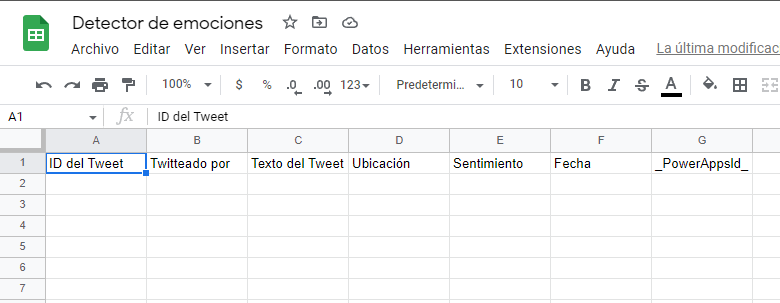 Detector de emociones
Archivo Editar Ver Insertar Formato Datos Herramientas Extensiones Ayuda La última modificac
100% $ % .0 .00 123 Predetermi... 10 B I S A
A1 fx ID del Tweet
A B C D E F G
1 ID del Tweet Twitteado por Texto del Tweet Ubicación Sentimiento Fecha _PowerAppsId_
2
3
4
5
6
7